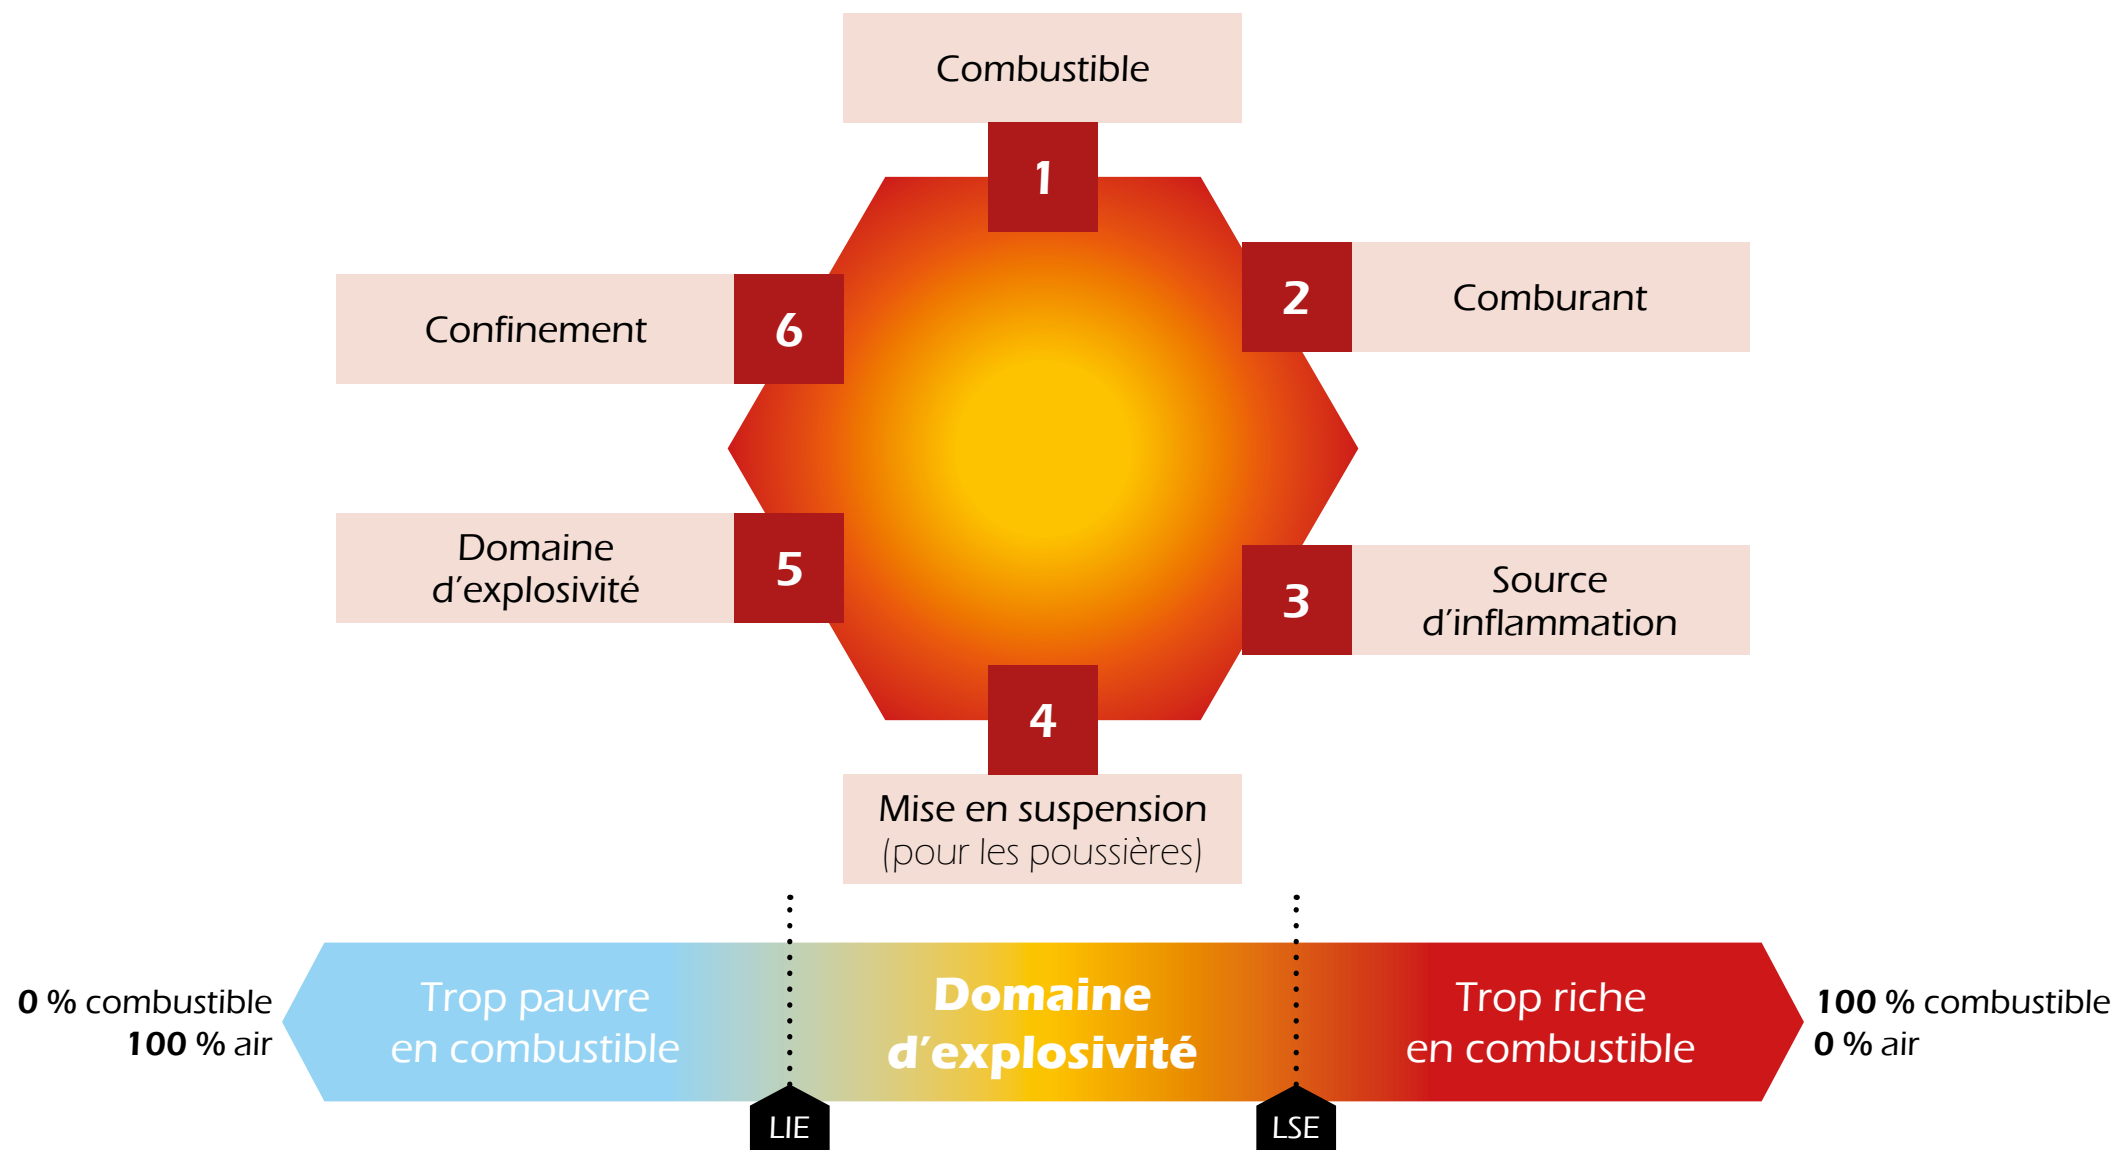 Combustible
1
2
Comburant
Confinement
6
Domaine
d’explosivité
5
3
Source
d’inflammation
4
Mise en suspension
(pour les poussières)
0 % combustible
100 % air
Trop pauvre
en combustible
Domaine
d’explosivité
Trop riche
en combustible
100 % combustible
0 % air
LIE
LSE